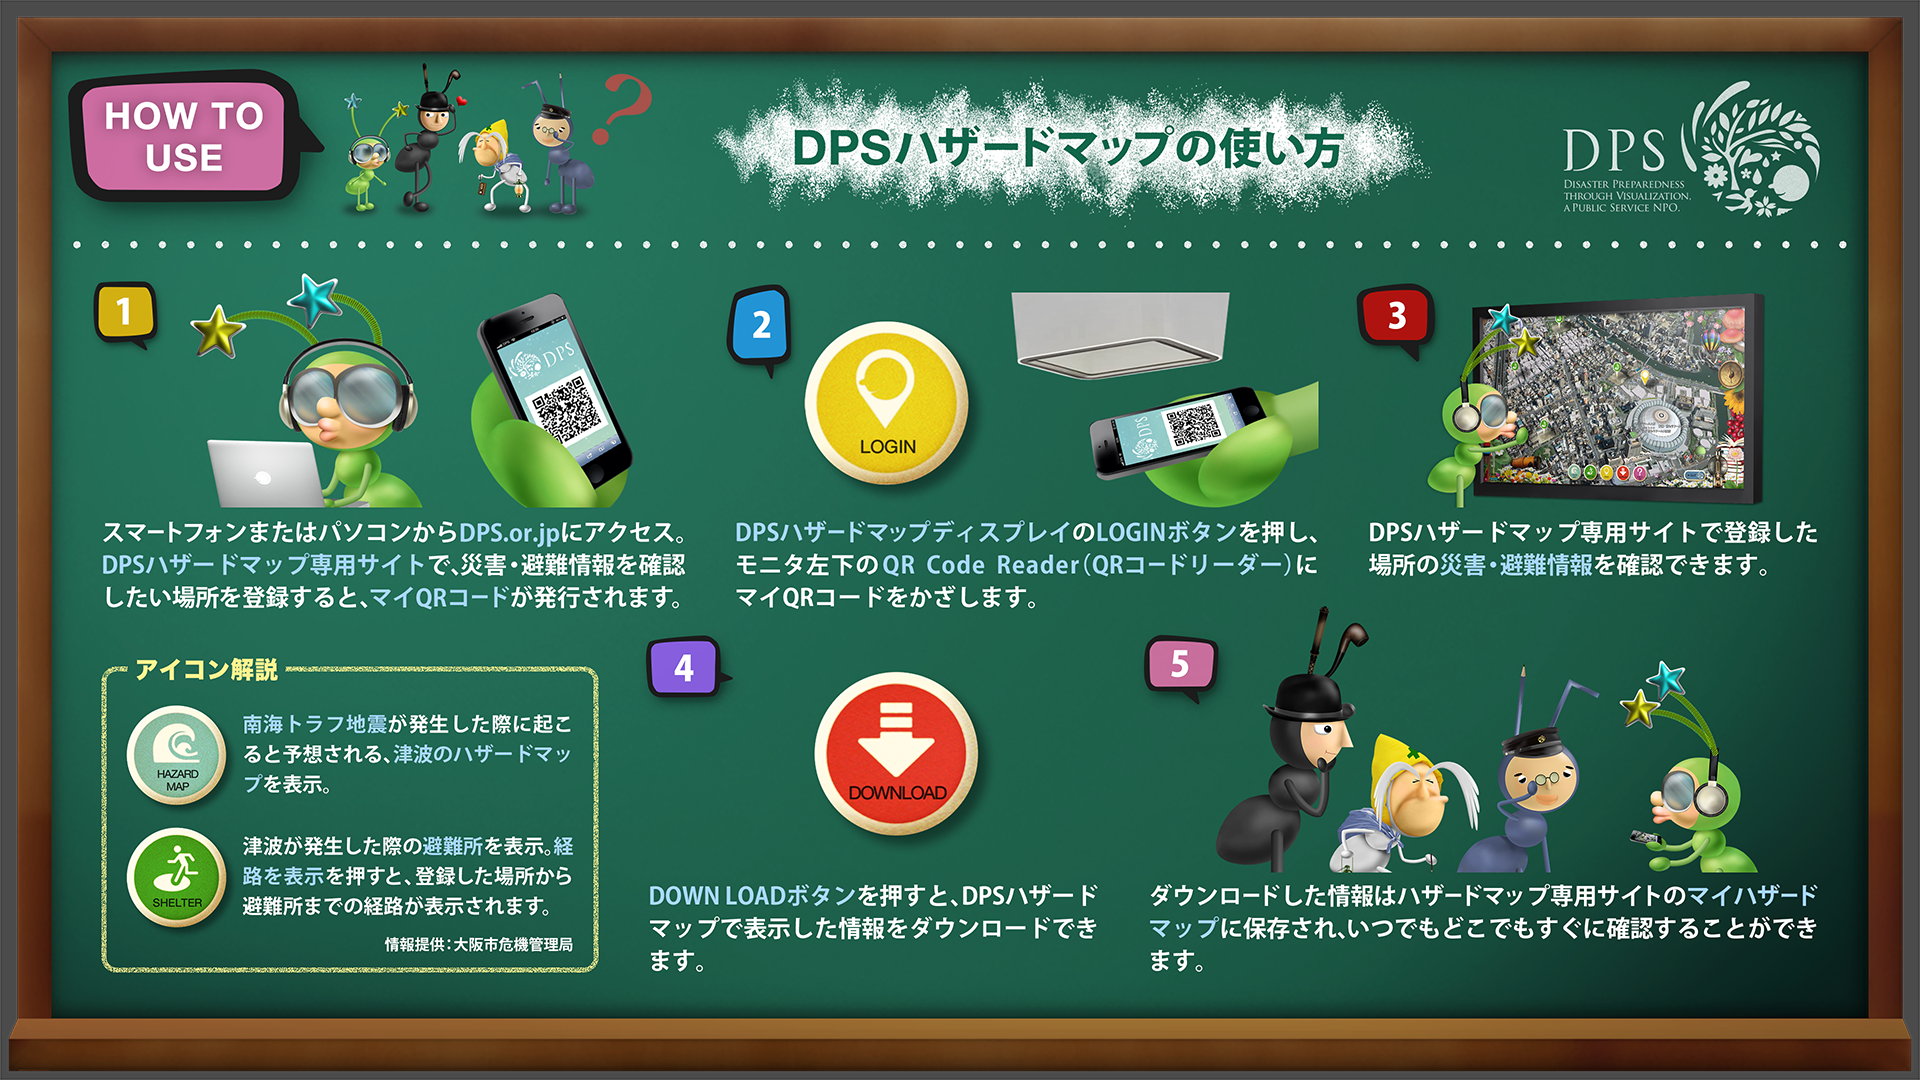 HOW TO
USE
DPSハザードマップの使い方
DPS
DISASTER PREPAREDNESS
THROUGH VISUALIZATION,
A PUBLIC SERVICE NPO.
1
DPS
スマートフォンまたはパソコンからDPS.or.jpにアクセス。
DPSハザードマップ専用サイトで、災害・避難情報を確認
したい場所を登録すると、マイQRコードが発行されます。
2
LOGIN
DPS
DPSハザードマップディスプレイのLOGINボタンを押し、
モニタ左下のQR Code Reader（QRコードリーダー）に
マイQRコードをかざします。
3
DPSハザードマップ専用サイトで登録した
場所の災害・避難情報を確認できます。
アイコン解説
HAZARD
MAP
南海トラフ地震が発生した際に起こ
ると予想される、津波のハザードマッ
プを表示。
SHELTER
津波が発生した際の避難所を表示。経
路を表示を押すと、登録した場所から
避難所までの経路が表示されます。
情報提供：大阪市危機管理局
4
DOWNLOAD
DOWN LOADボタンを押すと、DPSハザード
マップで表示した情報をダウンロードでき
ます。
5
ダウンロードした情報はハザードマップ専用サイトのマイハザード
マップに保存され、いつでもどこでもすぐに確認することができ
ます。